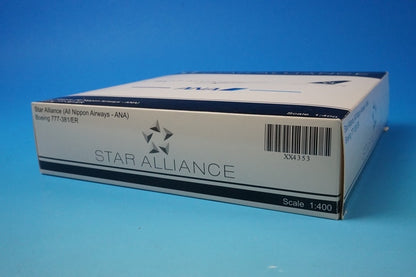 ANA
Scale 1:400
Star Alliance (All Nippon Airways - ANA)
Boeing 777-381/ER
STAR ALLIANCE
XX4353
Scale 1:400